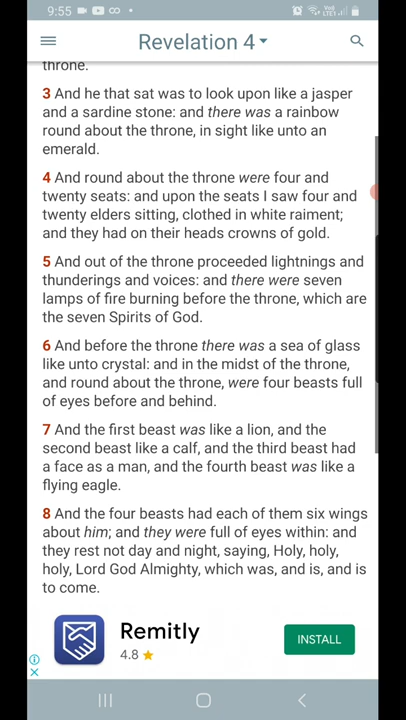 9:55
Revelation 4
throne.
3 And he that sat was to look upon like a jasper
and a sardine stone: and there was a rainbow
round about the throne, in sight like unto an
emerald.
4 And round about the throne were four and
twenty seats: and upon the seats I saw four and
twenty elders sitting, clothed in white raiment;
and they had on their heads crowns of gold.
5 And out of the throne proceeded lightnings and
thunderings and voices: and there were seven
lamps of fire burning before the throne, which are
the seven Spirits of God.
6 And before the throne there was a sea of glass
like unto crystal: and in the midst of the throne,
and round about the throne, were four beasts full
of eyes before and behind.
7 And the first beast was like a lion, and the
second beast like a calf, and the third beast had
a face as a man, and the fourth beast was like a
flying eagle.
8 And the four beasts had each of them six wings
about him; and they were full of eyes within: and
they rest not day and night, saying, Holy, holy,
holy, Lord God Almighty, which was, and is, and is
to come.
Remitly
4.8
INSTALL